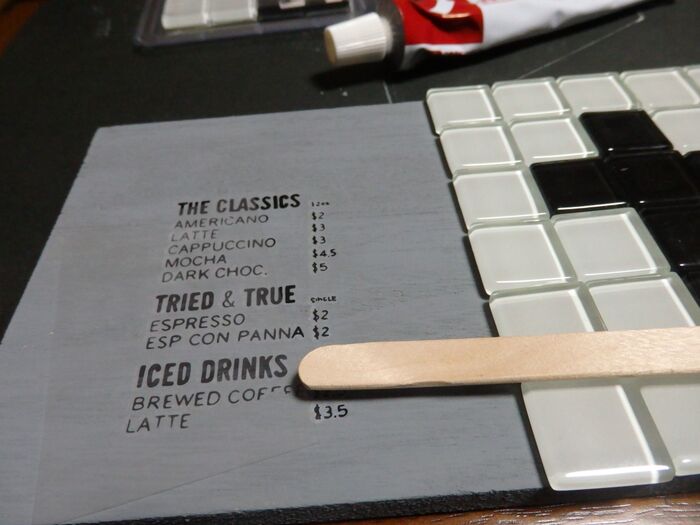 THE CLASSICS 12oz
AMERICANO $2
LATTE $3
CAPPUCCINO $3
MOCHA $4.5
DARK CHOC. $5
TRIED & TRUE SINGLE
ESPRESSO $2
ESP CON PANNA $2
ICED DRINKS
BREWED
LATTE $3.5